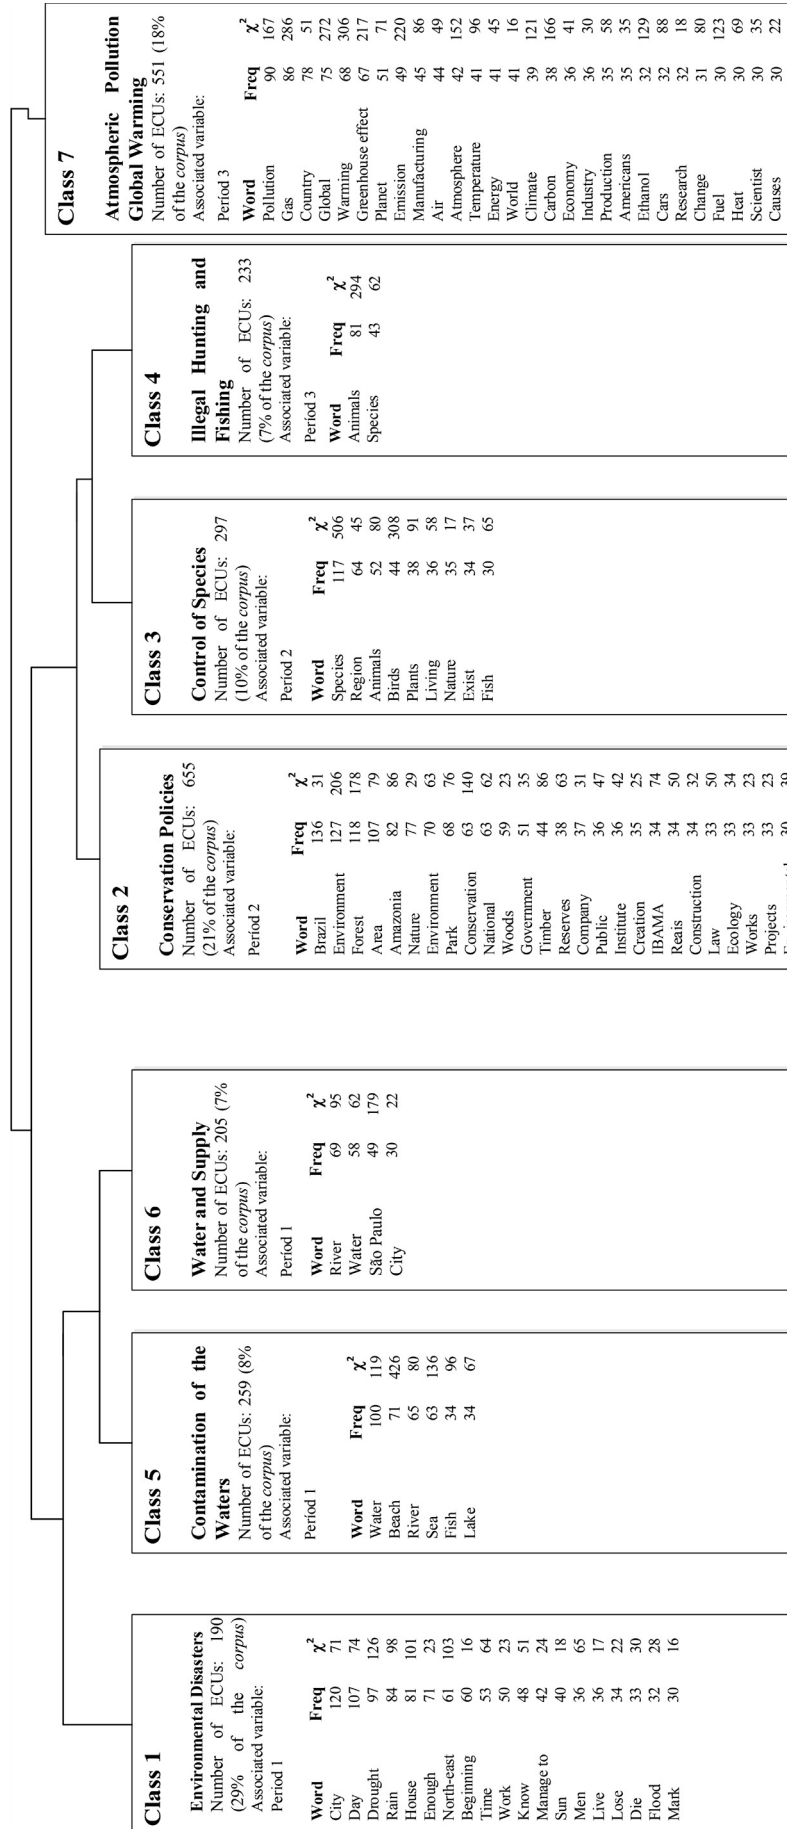 Class 1
Environmental Disasters
Number of ECUs: 190
(29% of the corpus)
Associated variable:
Period 1
Word Freq χ²
City 120 71
Day 107 74
Drought 97 126
Rain 84 98
House 81 101
Enough 71 23
North-east 61 103
Beginning 60 16
Time 53 64
Work 50 23
Know 48 51
Manage to 42 24
Sun 40 18
Men 36 65
Live 36 17
Lose 34 22
Die 33 30
Flood 32 28
Mark 30 16
Class 5
Contamination of the
Waters
Number of ECUs: 259 (8%
of the corpus)
Associated variable:
Period 1
Word Freq χ²
Water 100 119
Beach 71 426
River 65 80
Sea 63 136
Fish 34 96
Lake 34 67
Class 6
Water and Supply
Number of ECUs: 205 (7%
of the corpus)
Associated variable:
Period 1
Word Freq χ²
River 69 95
Water 58 62
São Paulo 49 179
City 30 22
Class 2
Conservation Policies
Number of ECUs: 655
(21% of the corpus)
Associated variable:
Period 2
Word Freq χ²
Brazil 136 31
Environment 127 206
Forest 118 178
Area 107 79
Amazonia 82 86
Nature 77 29
Environment 70 63
Park 68 76
Conservation 63 140
National 63 62
Woods 59 23
Government 51 35
Timber 44 86
Reserves 38 63
Company 37 31
Public 36 47
Institute 36 42
Creation 35 25
IBAMA 34 74
Reais 34 50
Construction 34 32
Law 33 50
Ecology 33 34
Works 33 23
Projects 33 23
Class 3
Control of Species
Number of ECUs: 297
(10% of the corpus)
Associated variable:
Period 2
Word Freq χ²
Species 117 506
Region 64 45
Animals 52 80
Birds 44 308
Plants 38 91
Living 36 58
Nature 35 17
Exist 34 37
Fish 30 65
Class 4
Illegal Hunting and
Fishing
Number of ECUs: 233
(7% of the corpus)
Associated variable:
Period 3
Word Freq χ²
Animals 81 294
Species 43 62
Class 7
Atmospheric Pollution
Global Warming
Number of ECUs: 551 (18%
of the corpus)
Associated variable:
Period 3
Word Freq χ²
Pollution 90 167
Gas 86 286
Country 78 51
Global 75 272
Warming 68 306
Greenhouse effect 67 217
Planet 51 71
Emission 49 220
Manufacturing 45 86
Air 44 49
Atmosphere 42 152
Temperature 41 96
Energy 41 45
World 41 16
Climate 39 121
Carbon 38 166
Economy 36 41
Industry 36 30
Production 35 58
Americans 35 35
Ethanol 32 129
Cars 32 88
Research 32 18
Change 31 80
Fuel 30 123
Heat 30 69
Scientist 30 35
Causes 30 22